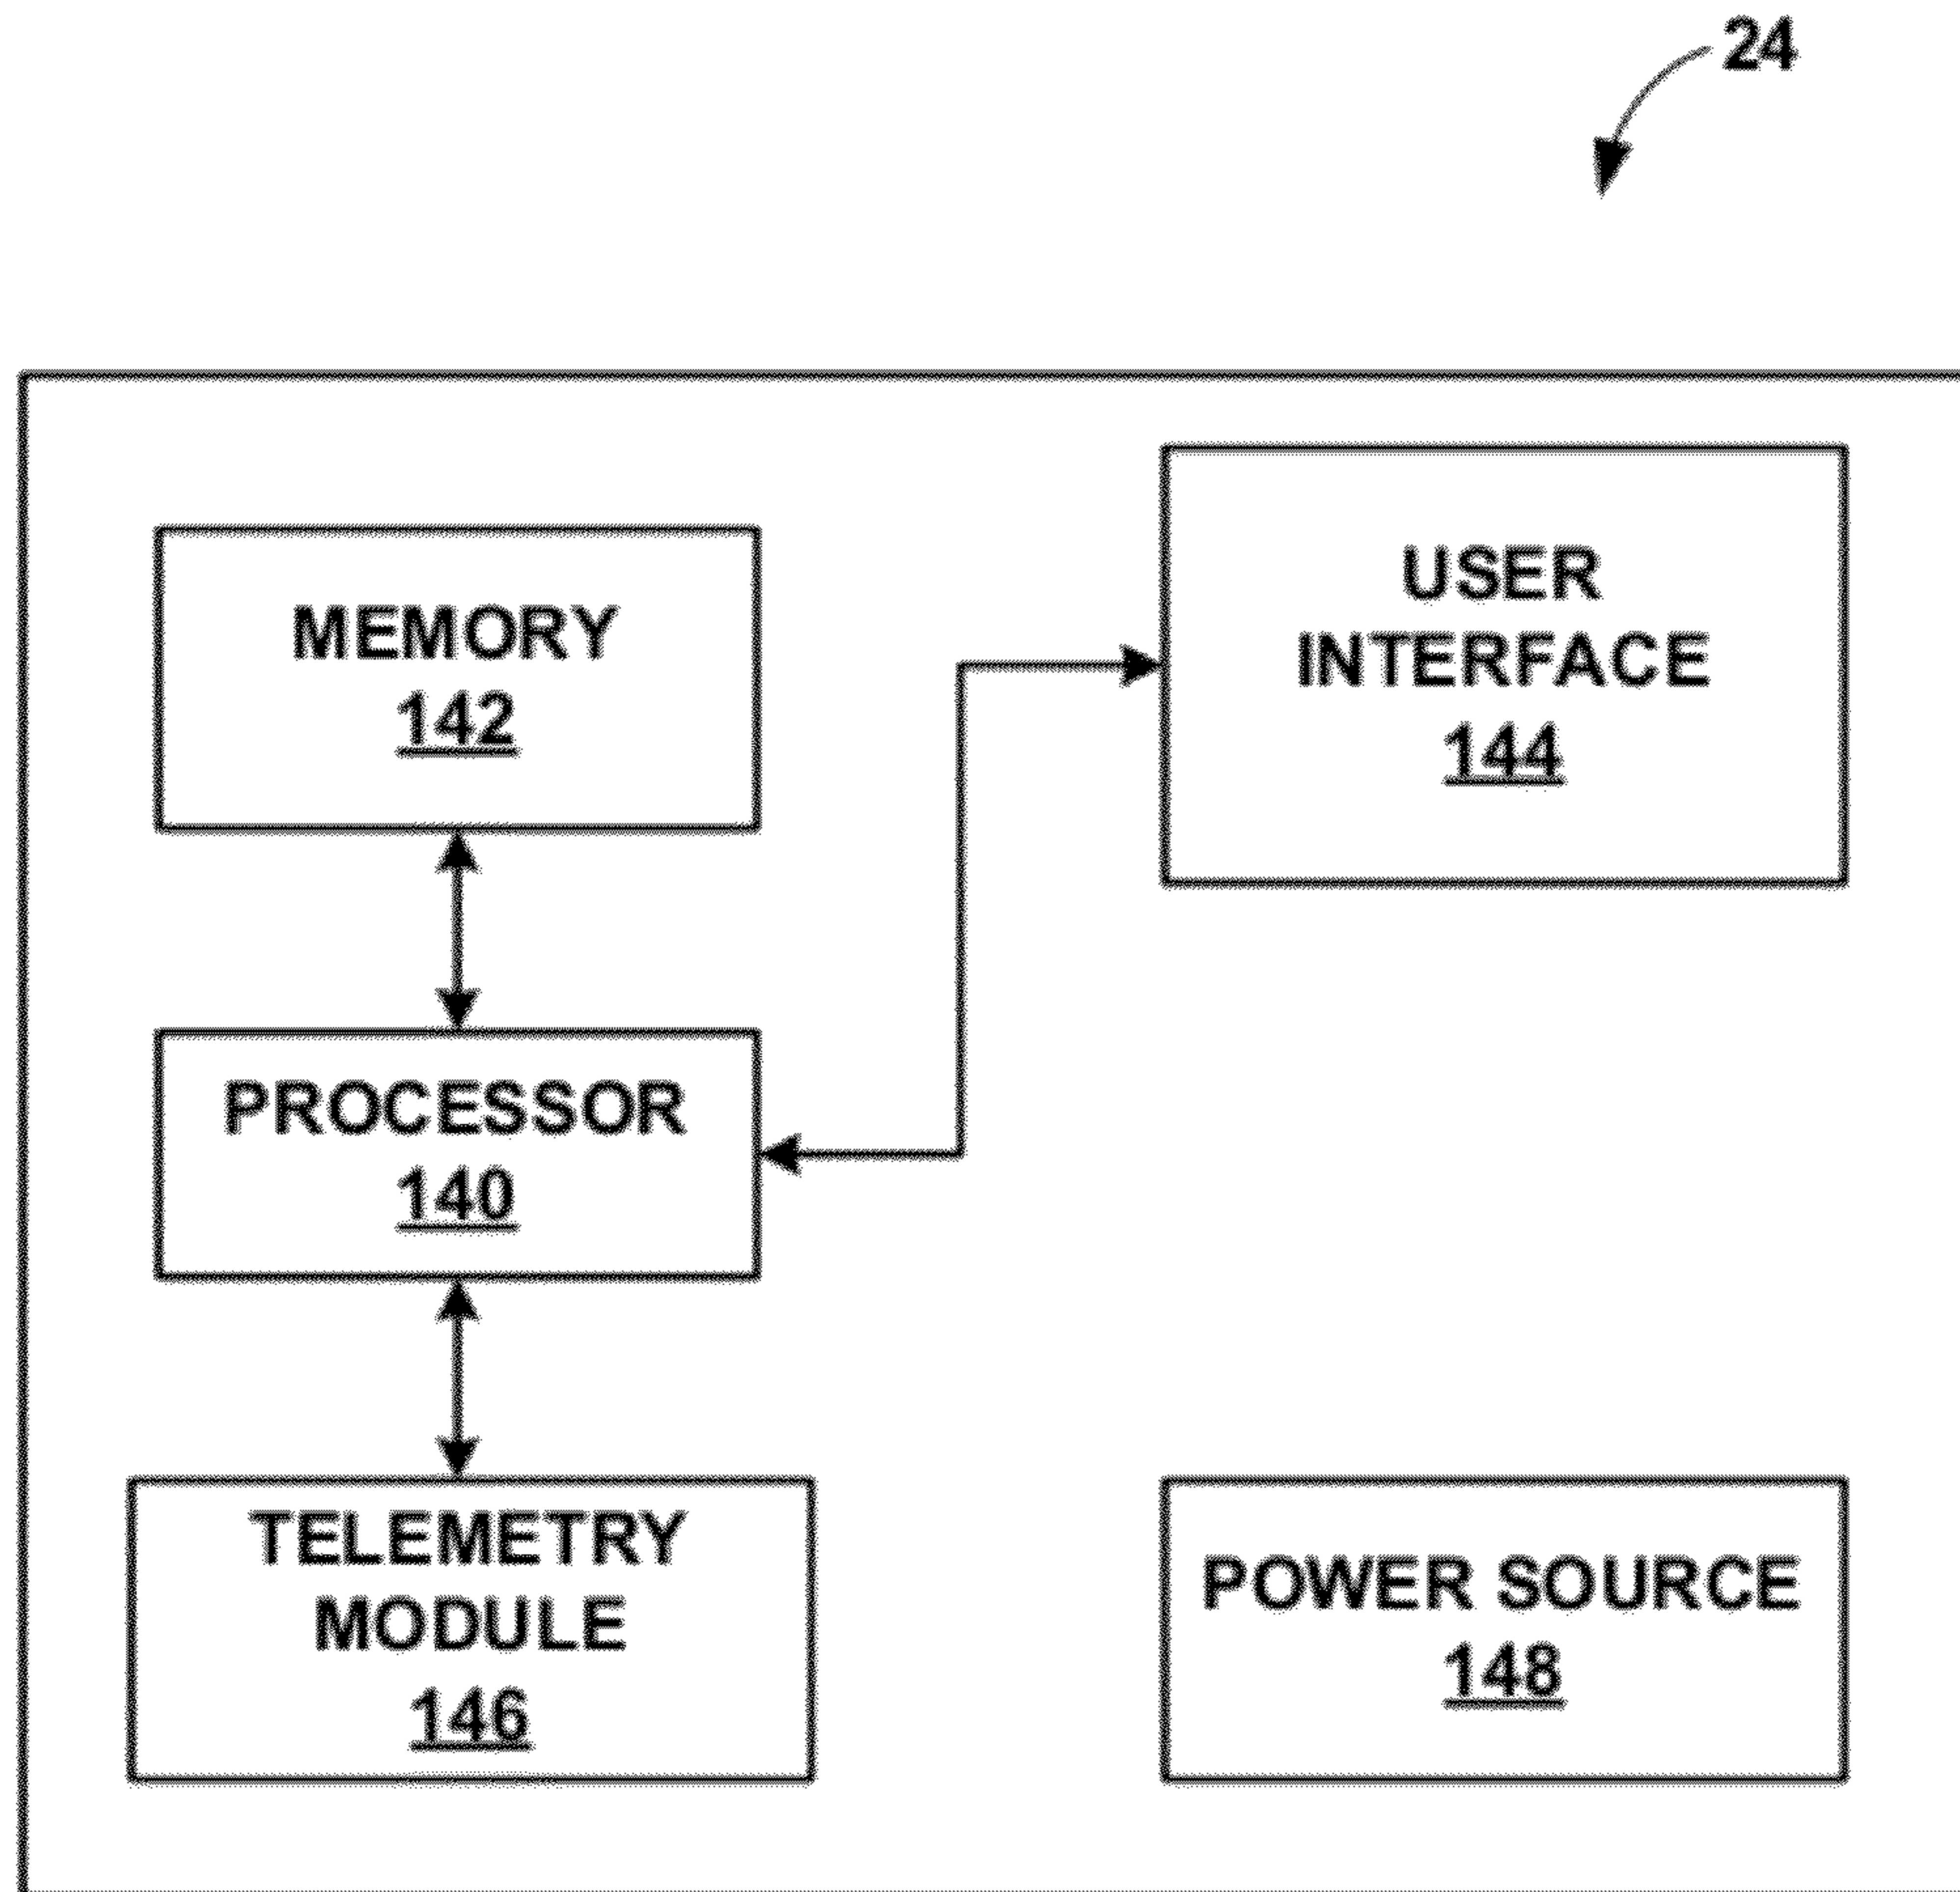 24
MEMORY
142
USER
INTERFACE
144
PROCESSOR
140
TELEMETRY
MODULE
146
POWER SOURCE
148